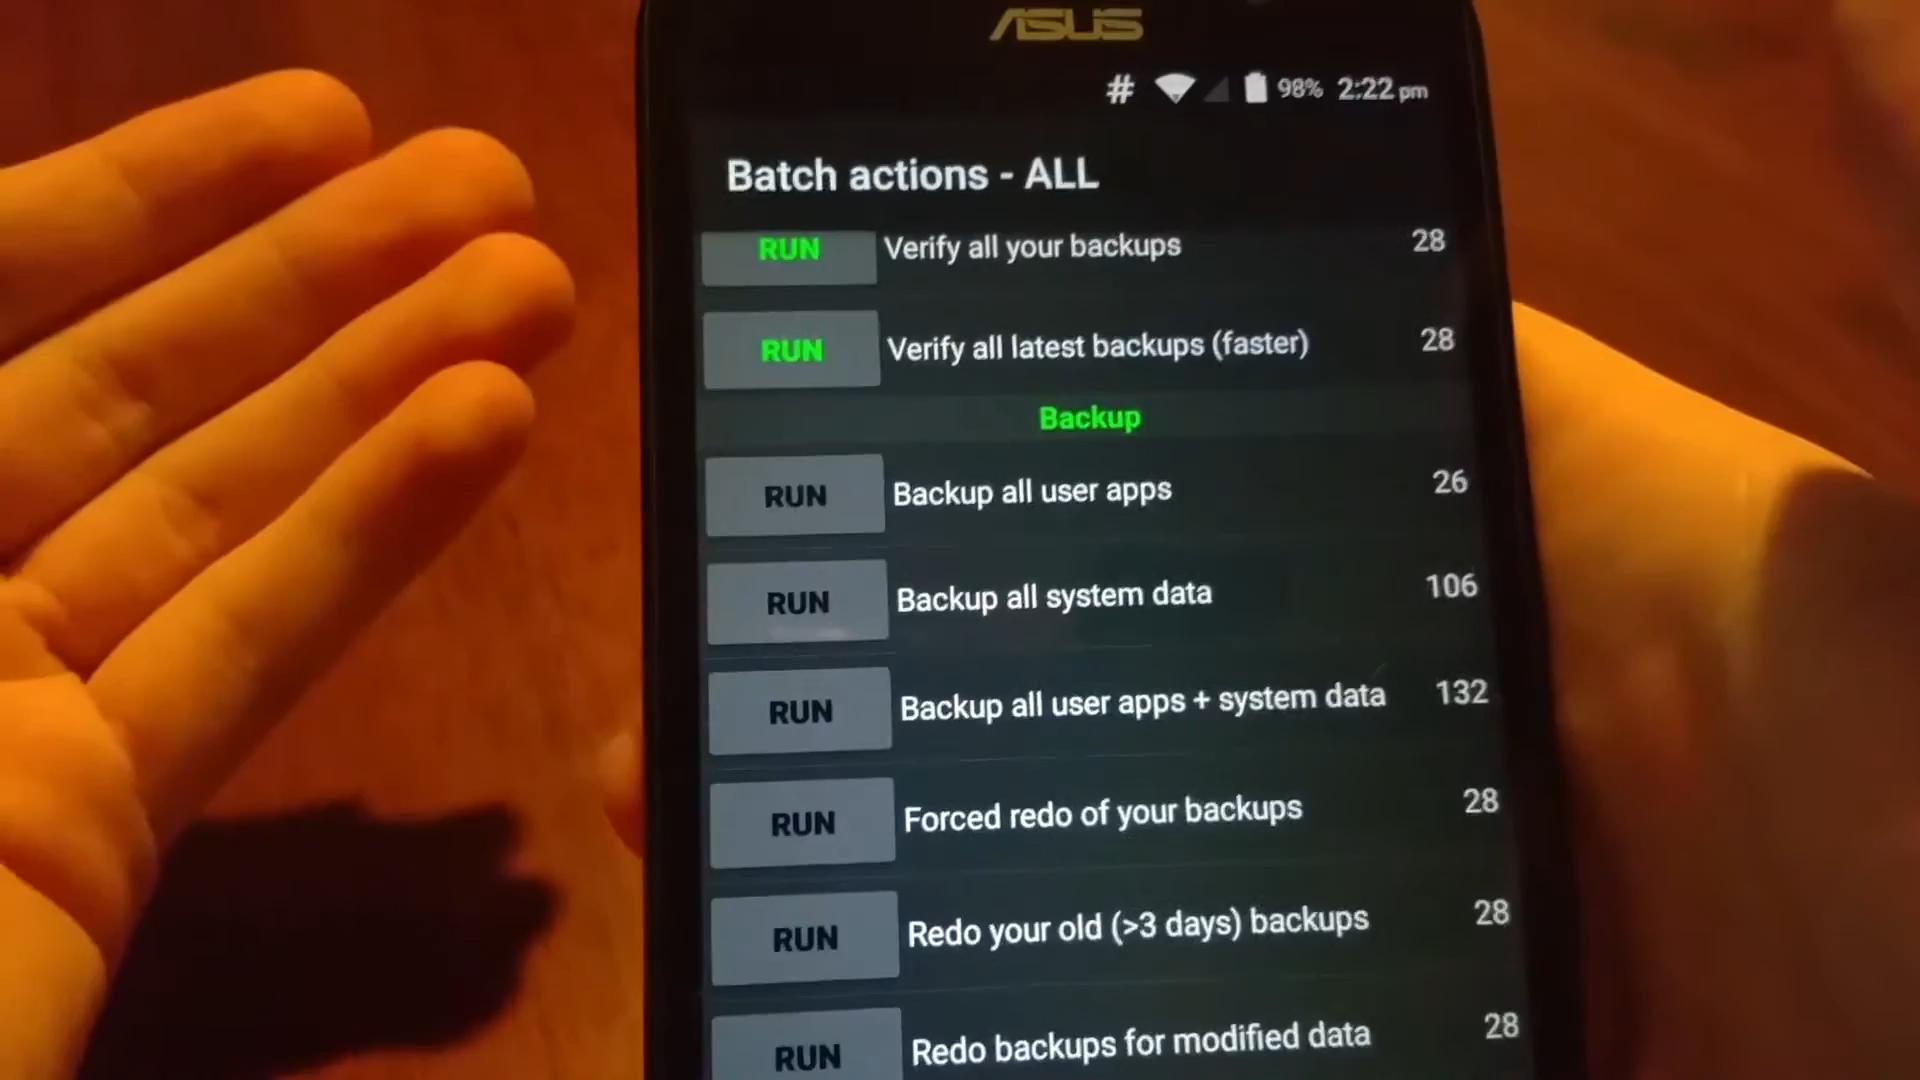 ASUS
# 98% 2:22 pm
Batch actions - ALL
RUN Verify all your backups 28
RUN Verify all latest backups (faster) 28
Backup
RUN Backup all user apps 26
RUN Backup all system data 106
RUN Backup all user apps + system data 132
RUN Forced redo of your backups 28
RUN Redo your old (>3 days) backups 28
RUN Redo backups for modified data 28